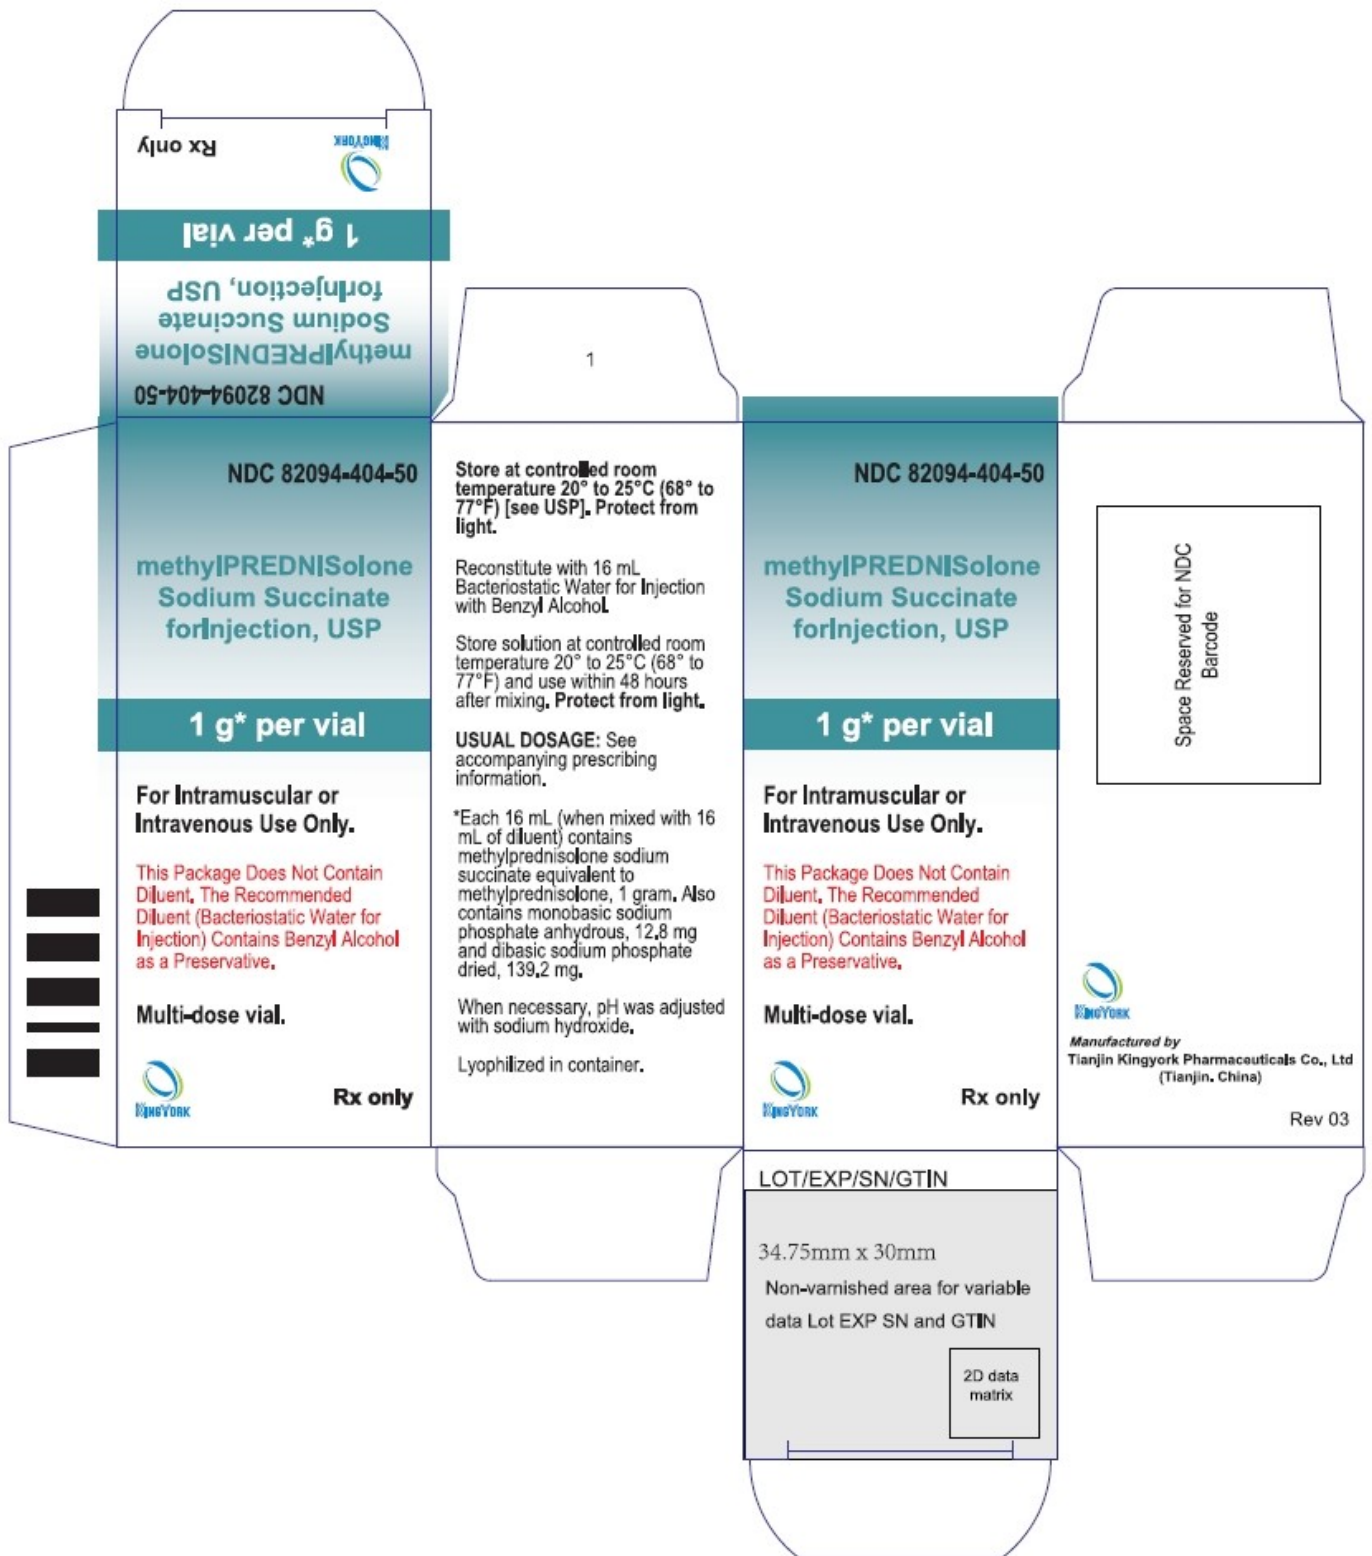 Rx only
KINGYORK
1 g* per vial
methylPREDNISolone
Sodium Succinate
forInjection, USP
NDC 82094-404-50
NDC 82094-404-50
methylPREDNISolone
Sodium Succinate
forInjection, USP
1 g* per vial
For Intramuscular or
Intravenous Use Only.
This Package Does Not Contain
Diluent. The Recommended
Diluent (Bacteriostatic Water for
Injection) Contains Benzyl Alcohol
as a Preservative.
Multi-dose vial.
KINGYORK
Rx only
1
Store at controlled room
temperature 20° to 25°C (68° to
77°F) [see USP]. Protect from
light.
Reconstitute with 16 mL
Bacteriostatic Water for Injection
with Benzyl Alcohol.
Store solution at controlled room
temperature 20° to 25°C (68° to
77°F) and use within 48 hours
after mixing. Protect from light.
USUAL DOSAGE: See
accompanying prescribing
information.
*Each 16 mL (when mixed with 16
mL of diluent) contains
methylprednisolone sodium
succinate equivalent to
methylprednisolone, 1 gram. Also
contains monobasic sodium
phosphate anhydrous, 12.8 mg
and dibasic sodium phosphate
dried, 139.2 mg.
When necessary, pH was adjusted
with sodium hydroxide.
Lyophilized in container.
NDC 82094-404-50
methylPREDNISolone
Sodium Succinate
forInjection, USP
1 g* per vial
For Intramuscular or
Intravenous Use Only.
This Package Does Not Contain
Diluent. The Recommended
Diluent (Bacteriostatic Water for
Injection) Contains Benzyl Alcohol
as a Preservative.
Multi-dose vial.
KINGYORK
Rx only
LOT/EXP/SN/GTIN
34.75mm x 30mm
Non-varnished area for variable
data Lot EXP SN and GTIN
2D data
matrix
Space Reserved for NDC
Barcode
KINGYORK
Manufactured by
Tianjin Kingyork Pharmaceuticals Co., Ltd
(Tianjin. China)
Rev 03